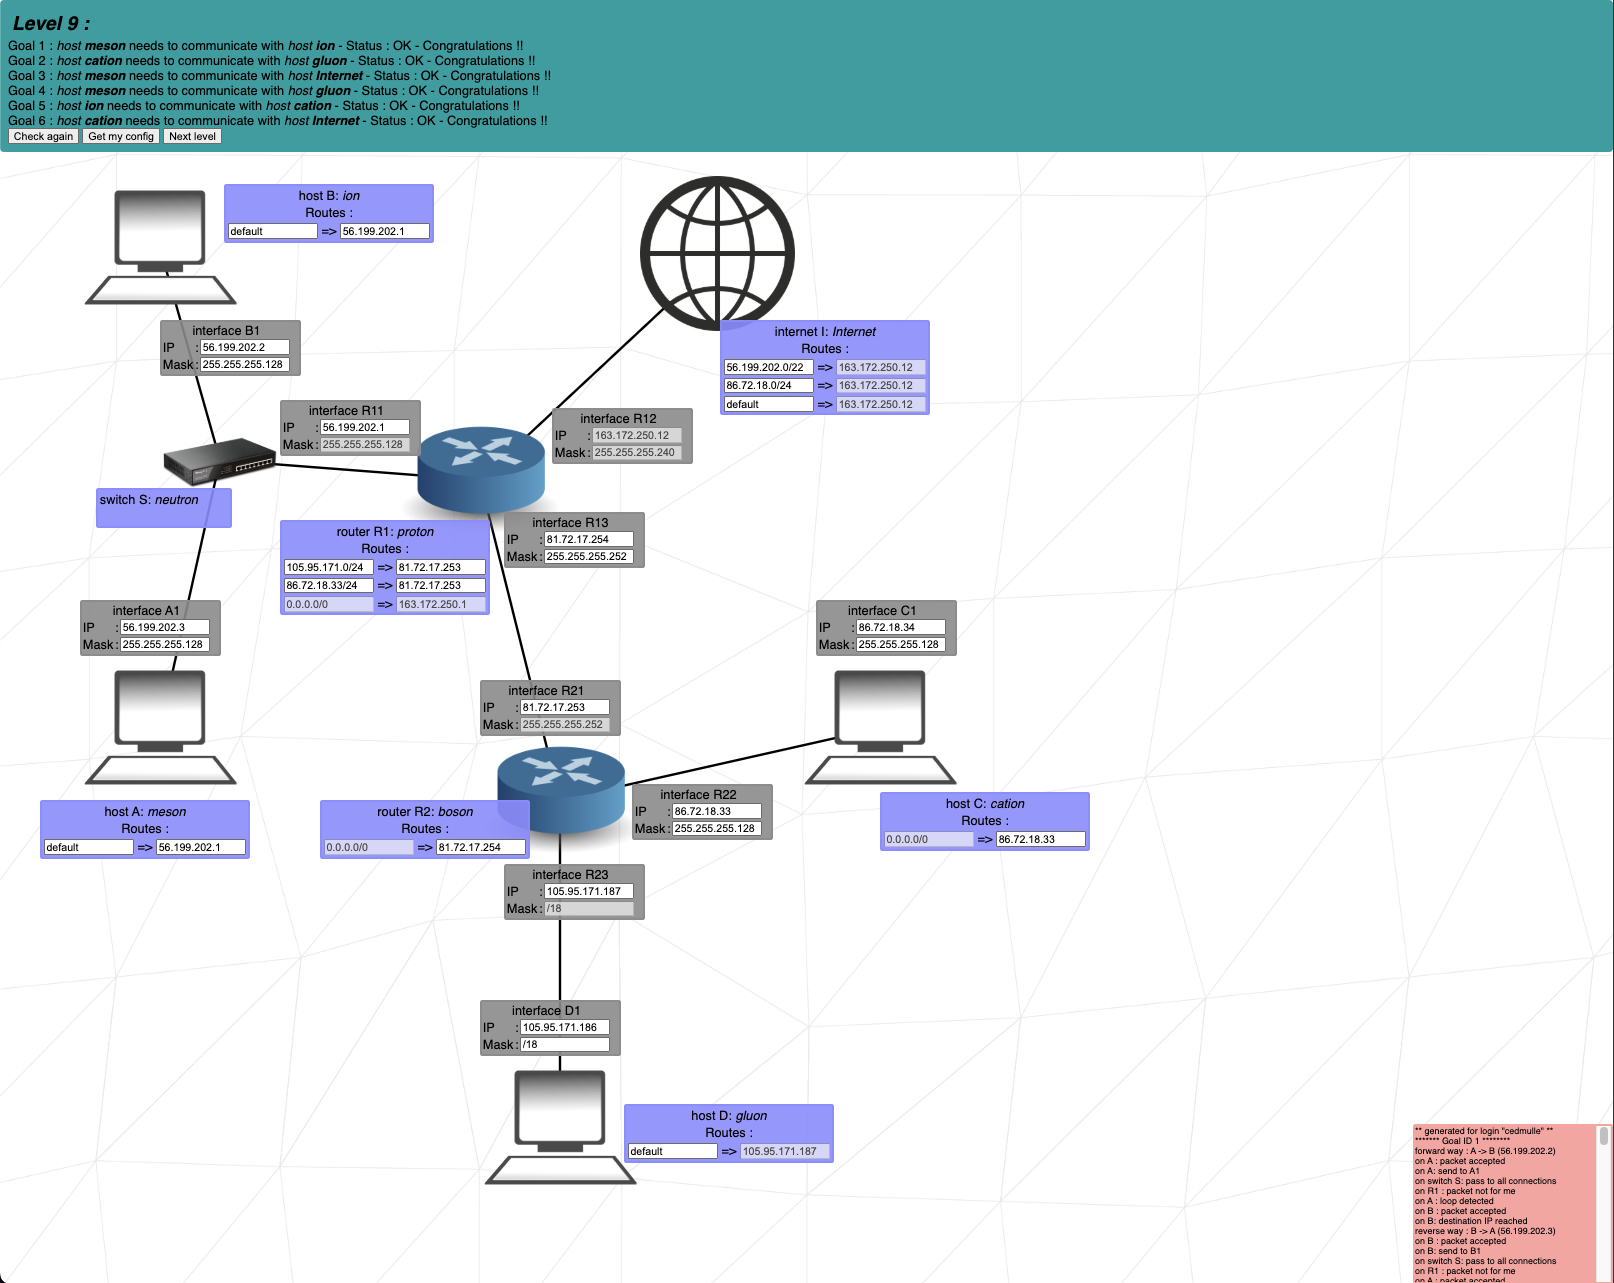 Level 9 :
Goal 1 : host meson needs to communicate with host ion - Status : OK - Congratulations !!
Goal 2 : host cation needs to communicate with host gluon - Status : OK - Congratulations !!
Goal 3 : host meson needs to communicate with host Internet - Status : OK - Congratulations !!
Goal 4 : host meson needs to communicate with host gluon - Status : OK - Congratulations !!
Goal 5 : host ion needs to communicate with host cation - Status : OK - Congratulations !!
Goal 6 : host cation needs to communicate with host Internet - Status : OK - Congratulations !!
Check again Get my config Next level
host B: ion
Routes :
default => 56.199.202.1
interface B1
IP : 56.199.202.2
Mask : 255.255.255.128
internet I: Internet
Routes :
56.199.202.0/22 => 163.172.250.12
86.72.18.0/24 => 163.172.250.12
default => 163.172.250.12
interface R11
IP : 56.199.202.1
Mask : 255.255.255.128
interface R12
IP : 163.172.250.12
Mask : 255.255.255.240
switch S: neutron
router R1: proton
Routes :
105.95.171.0/24 => 81.72.17.253
86.72.18.33/24 => 81.72.17.253
0.0.0.0/0 => 163.172.250.1
interface R13
IP : 81.72.17.254
Mask : 255.255.255.252
interface A1
IP : 56.199.202.3
Mask : 255.255.255.128
interface C1
IP : 86.72.18.34
Mask : 255.255.255.128
interface R21
IP : 81.72.17.253
Mask : 255.255.255.252
host A: meson
Routes :
default => 56.199.202.1
router R2: boson
Routes :
0.0.0.0/0 => 81.72.17.254
interface R22
IP : 86.72.18.33
Mask : 255.255.255.128
host C: cation
Routes :
0.0.0.0/0 => 86.72.18.33
interface R23
IP : 105.95.171.187
Mask : /18
interface D1
IP : 105.95.171.186
Mask : /18
host D: gluon
Routes :
default => 105.95.171.187
** generated for login "cedmulle" **
******* Goal ID 1 ********
forward way : A -> B (56.199.202.2)
on A : packet accepted
on A: send to A1
on switch S: pass to all connections
on R1 : packet not for me
on A : loop detected
on B : packet accepted
on B: destination IP reached
reverse way : B -> A (56.199.202.3)
on B : packet accepted
on B: send to B1
on switch S: pass to all connections
on R1 : packet not for me
on A : packet accepted